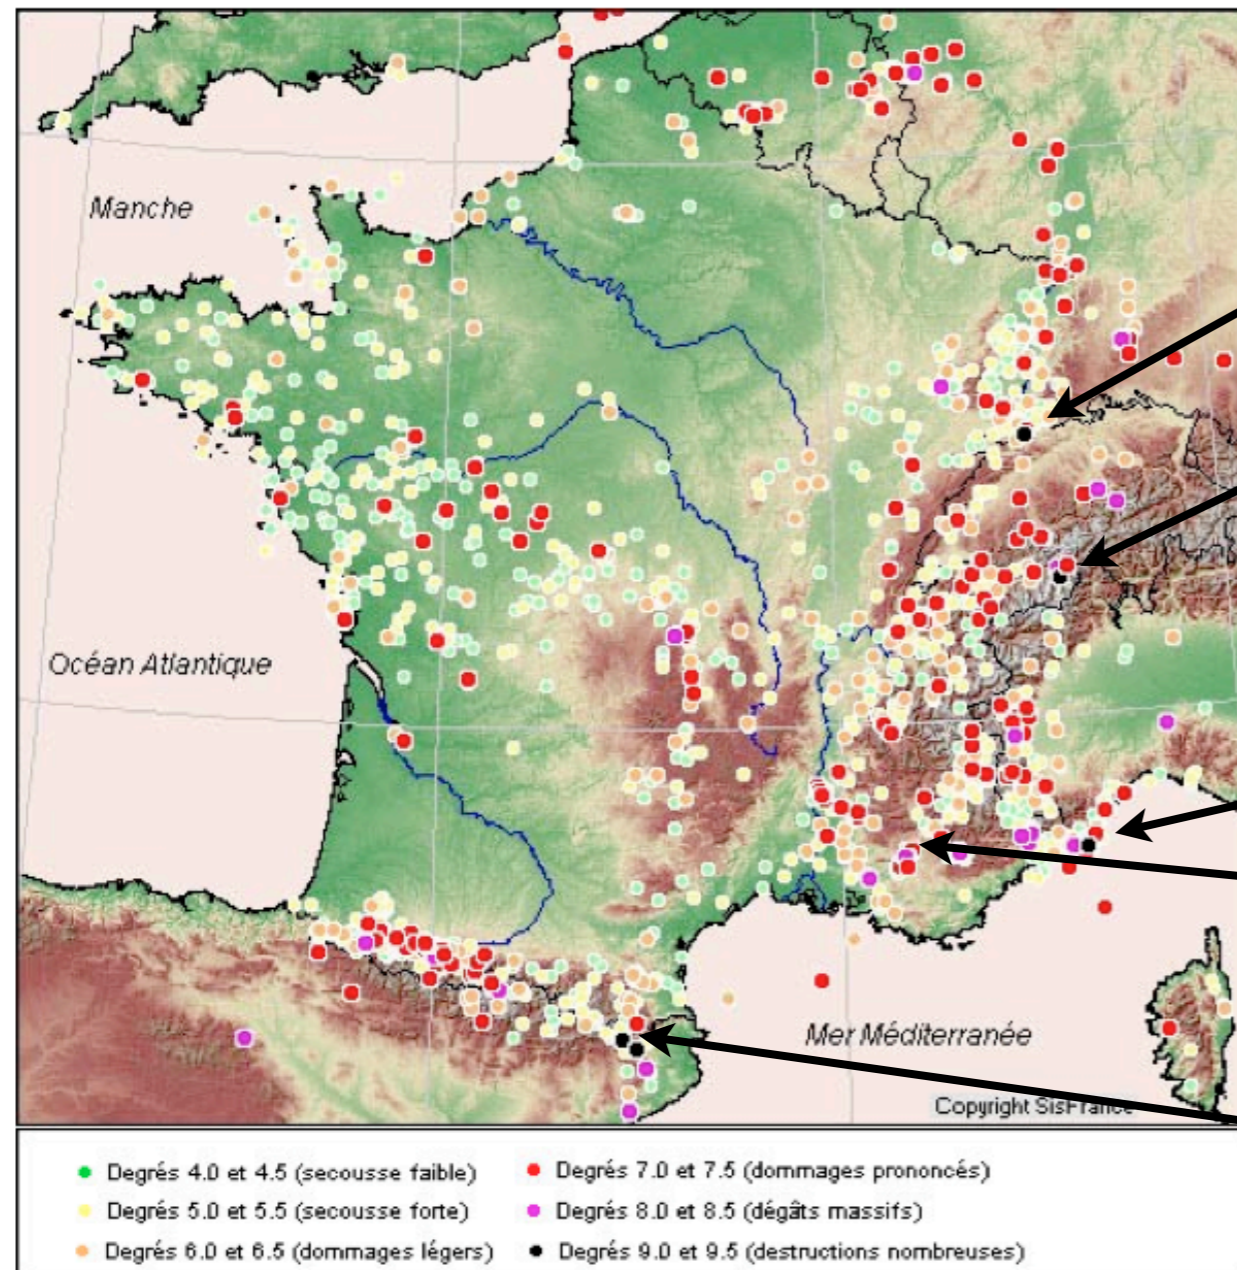 Manche
Océan Atlantique
Mer Méditerranée
Copyright SisFrance
Degrés 4.0 et 4.5 (secousse faible)
Degrés 5.0 et 5.5 (secousse forte)
Degrés 6.0 et 6.5 (dommages légers)
Degrés 7.0 et 7.5 (dommages prononcés)
Degrés 8.0 et 8.5 (dégâts massifs)
Degrés 9.0 et 9.5 (destructions nombreuses)